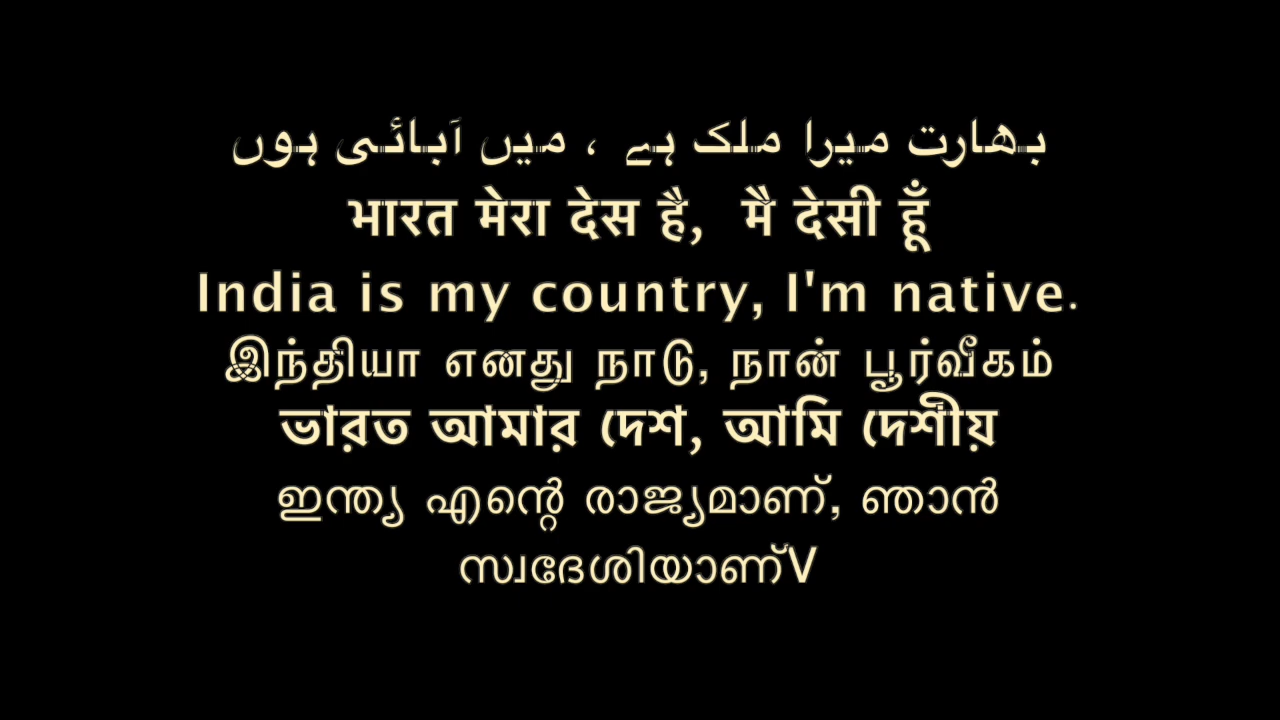 بھارت میرا ملک ہے ، میں آبائی ہوں
भारत मेरा देस है, मै देसी हूँ
India is my country, I'm native.
இந்தியா எனது நாடு, நான் பூர்வீகம்
ভারত আমার দেশ, আমি দেশীয়
ഇന്ത്യ എന്റെ രാജ്യമാണ്, ഞാൻ
സ്വദേശിയാണ്V